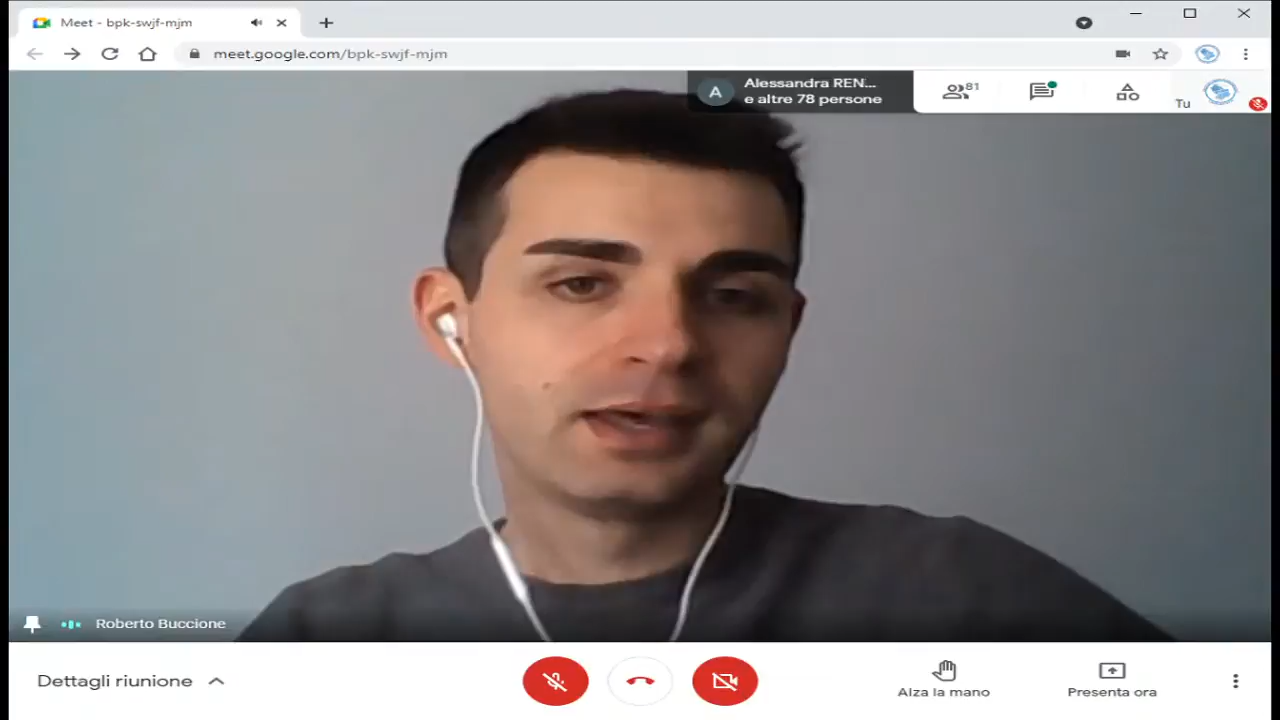 Meet - bpk-swjf-mjm
meet.google.com/bpk-swjf-mjm
A
Alessandra REN...
e altre 78 persone
81
Tu
Roberto Buccione
Dettagli riunione
Alza la mano
Presenta ora